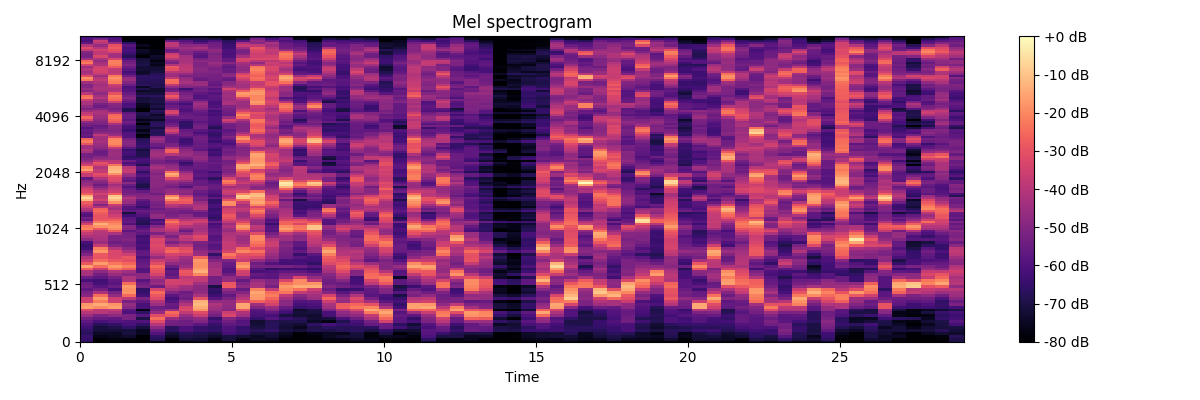 Mel spectrogram
Hz
8192
4096
2048
1024
512
0
0 5 10 15 20 25
Time
+0 dB
-10 dB
-20 dB
-30 dB
-40 dB
-50 dB
-60 dB
-70 dB
-80 dB